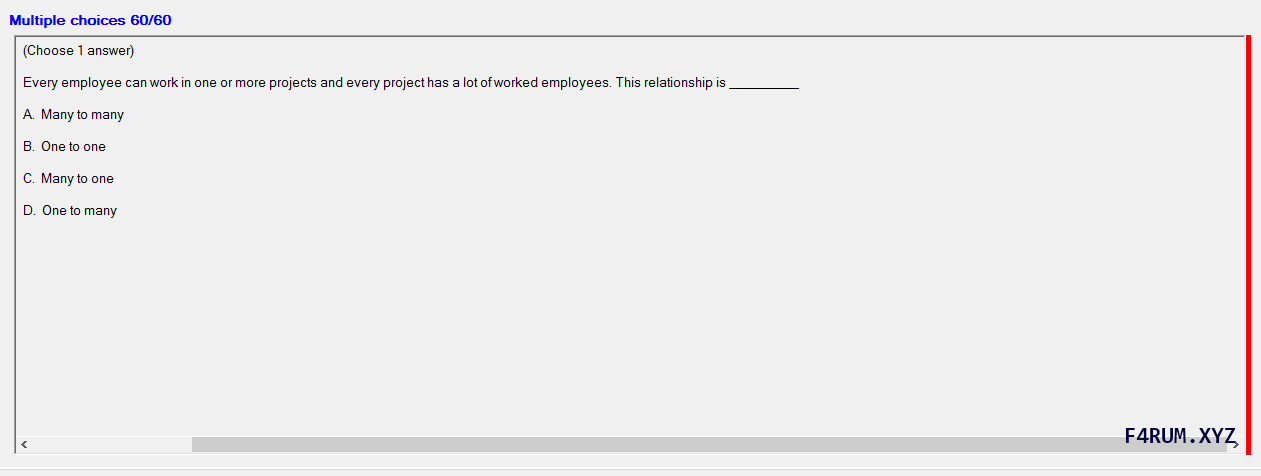 Multiple choices 60/60
(Choose 1 answer)
Every employee can work in one or more projects and every project has a lot of worked employees. This relationship is __________
A. Many to many
B. One to one
C. Many to one
D. One to many
F4RUM.XYZ